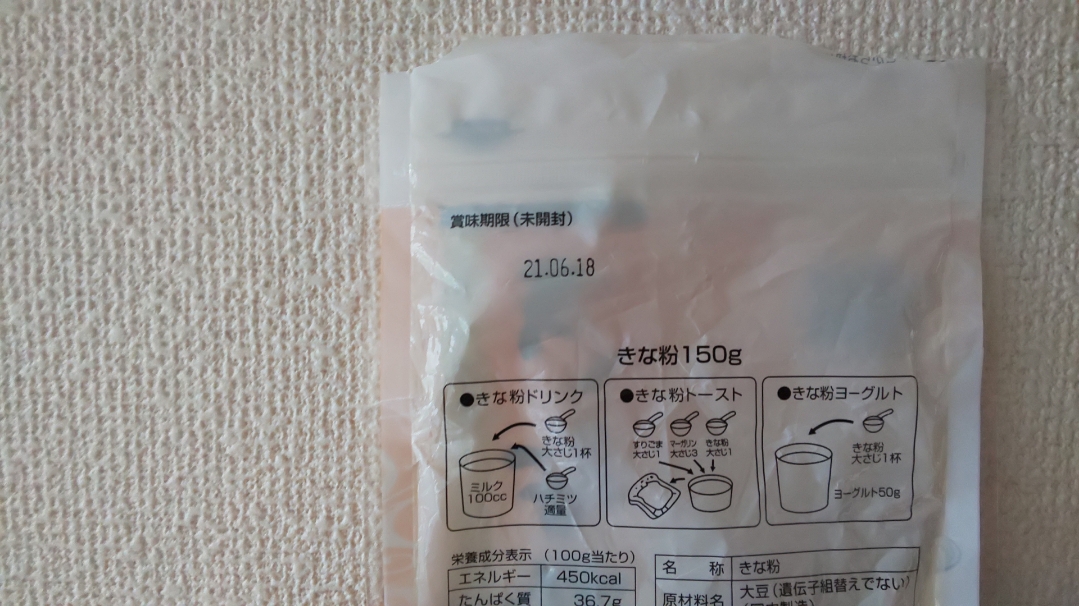 賞味期限（未開封）
21.06.18
きな粉150g
●きな粉ドリンク
きな粉
大さじ1杯
ミルク
100cc
ハチミツ
適量
●きな粉トースト
すりごま
大さじ1
マーガリン
大さじ3
きな粉
大さじ1
●きな粉ヨーグルト
きな粉
大さじ1杯
ヨーグルト50g
栄養成分表示 （100g当たり）
エネルギー 450kcal
たんぱく質 36.7g
名 称 きな粉
原材料名 大豆（遺伝子組替えでない）